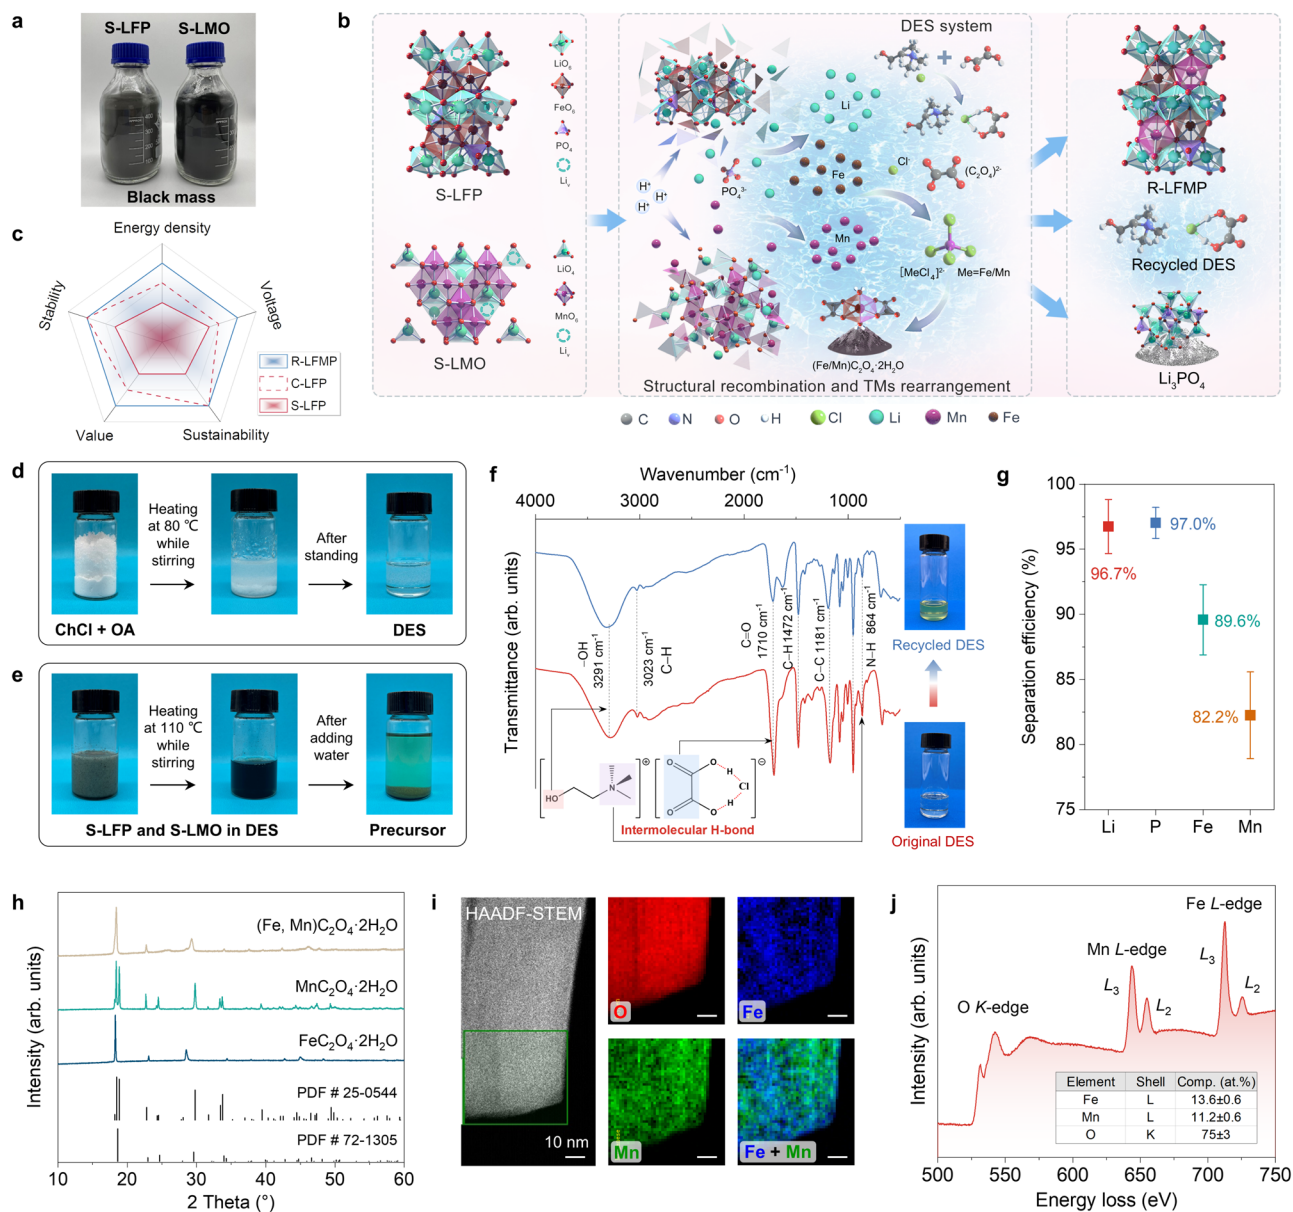 a
S-LFP
S-LMO
Black mass
b
S-LFP
LiO6
FeO6
PO4
Liv
S-LMO
LiO4
MnO6
Liv
DES system
H+
H+
H+
PO43-
Li
Fe
Mn
Cl-
(C2O4)2-
[MeCl4]2-
Me=Fe/Mn
(Fe/Mn)C2O4·2H2O
Structural recombination and TMs rearrangement
R-LFMP
Recycled DES
Li3PO4
C
N
O
H
Cl
Li
Mn
Fe
c
Energy density
Stability
Voltage
Value
Sustainability
R-LFMP
C-LFP
S-LFP
d
ChCl + OA
Heating
at 80 ℃
while
stirring
After
standing
DES
e
Heating
at 110 ℃
while
stirring
After
adding
water
S-LFP and S-LMO in DES
Precursor
f
Wavenumber (cm-1)
4000
3000
2000
1000
Transmittance (arb. units)
–OH
3291 cm-1
3023 cm-1
C–H
C=O
1710 cm-1
C–H 1472 cm-1
C–C 1181 cm-1
N–H 864 cm-1
HO
N
⊕
O
O
O
O
H
H
Cl
⊖
Intermolecular H-bond
Recycled DES
Original DES
g
Separation efficiency (%)
100
95
90
85
80
75
96.7%
97.0%
89.6%
82.2%
Li
P
Fe
Mn
h
Intensity (arb. units)
(Fe, Mn)C2O4·2H2O
MnC2O4·2H2O
FeC2O4·2H2O
PDF # 25-0544
PDF # 72-1305
10
20
30
40
50
60
2 Theta (°)
i
HAADF-STEM
10 nm
O
Fe
Mn
Fe + Mn
j
Intensity (arb. units)
O K-edge
Mn L-edge
L3
L2
Fe L-edge
L3
L2
Element Shell Comp. (at.%)
Fe L 13.6±0.6
Mn L 11.2±0.6
O K 75±3
500
550
600
650
700
750
Energy loss (eV)